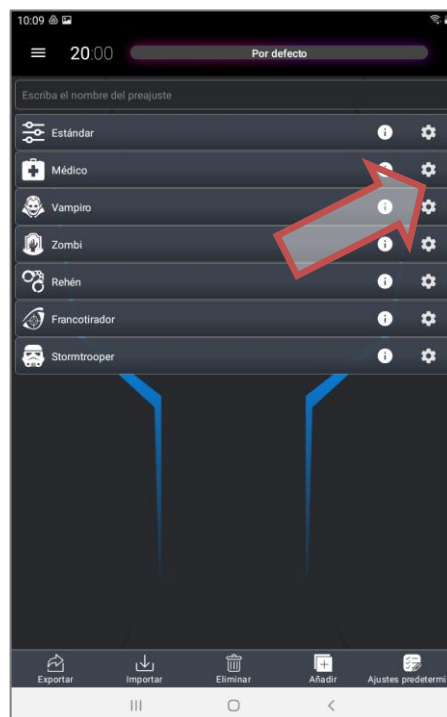 10:09
20:00
Por defecto
Escriba el nombre del preajuste
Estándar
Médico
Vampiro
Zombi
Rehén
Francotirador
Stormtrooper
Exportar
Importar
Eliminar
Añadir
Ajustes predetermi